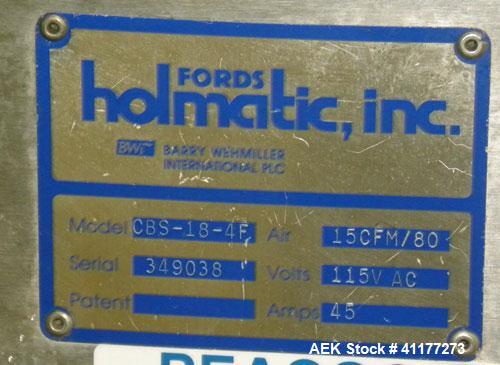 FORDS
holmatic, inc.
BWI BARRY WEHMILLER
INTERNATIONAL PLC
Model CBS-18-4F Air 15CFM/80
Serial 349038 Volts 115V AC
Patent Amps 45
AEK Stock # 41177273